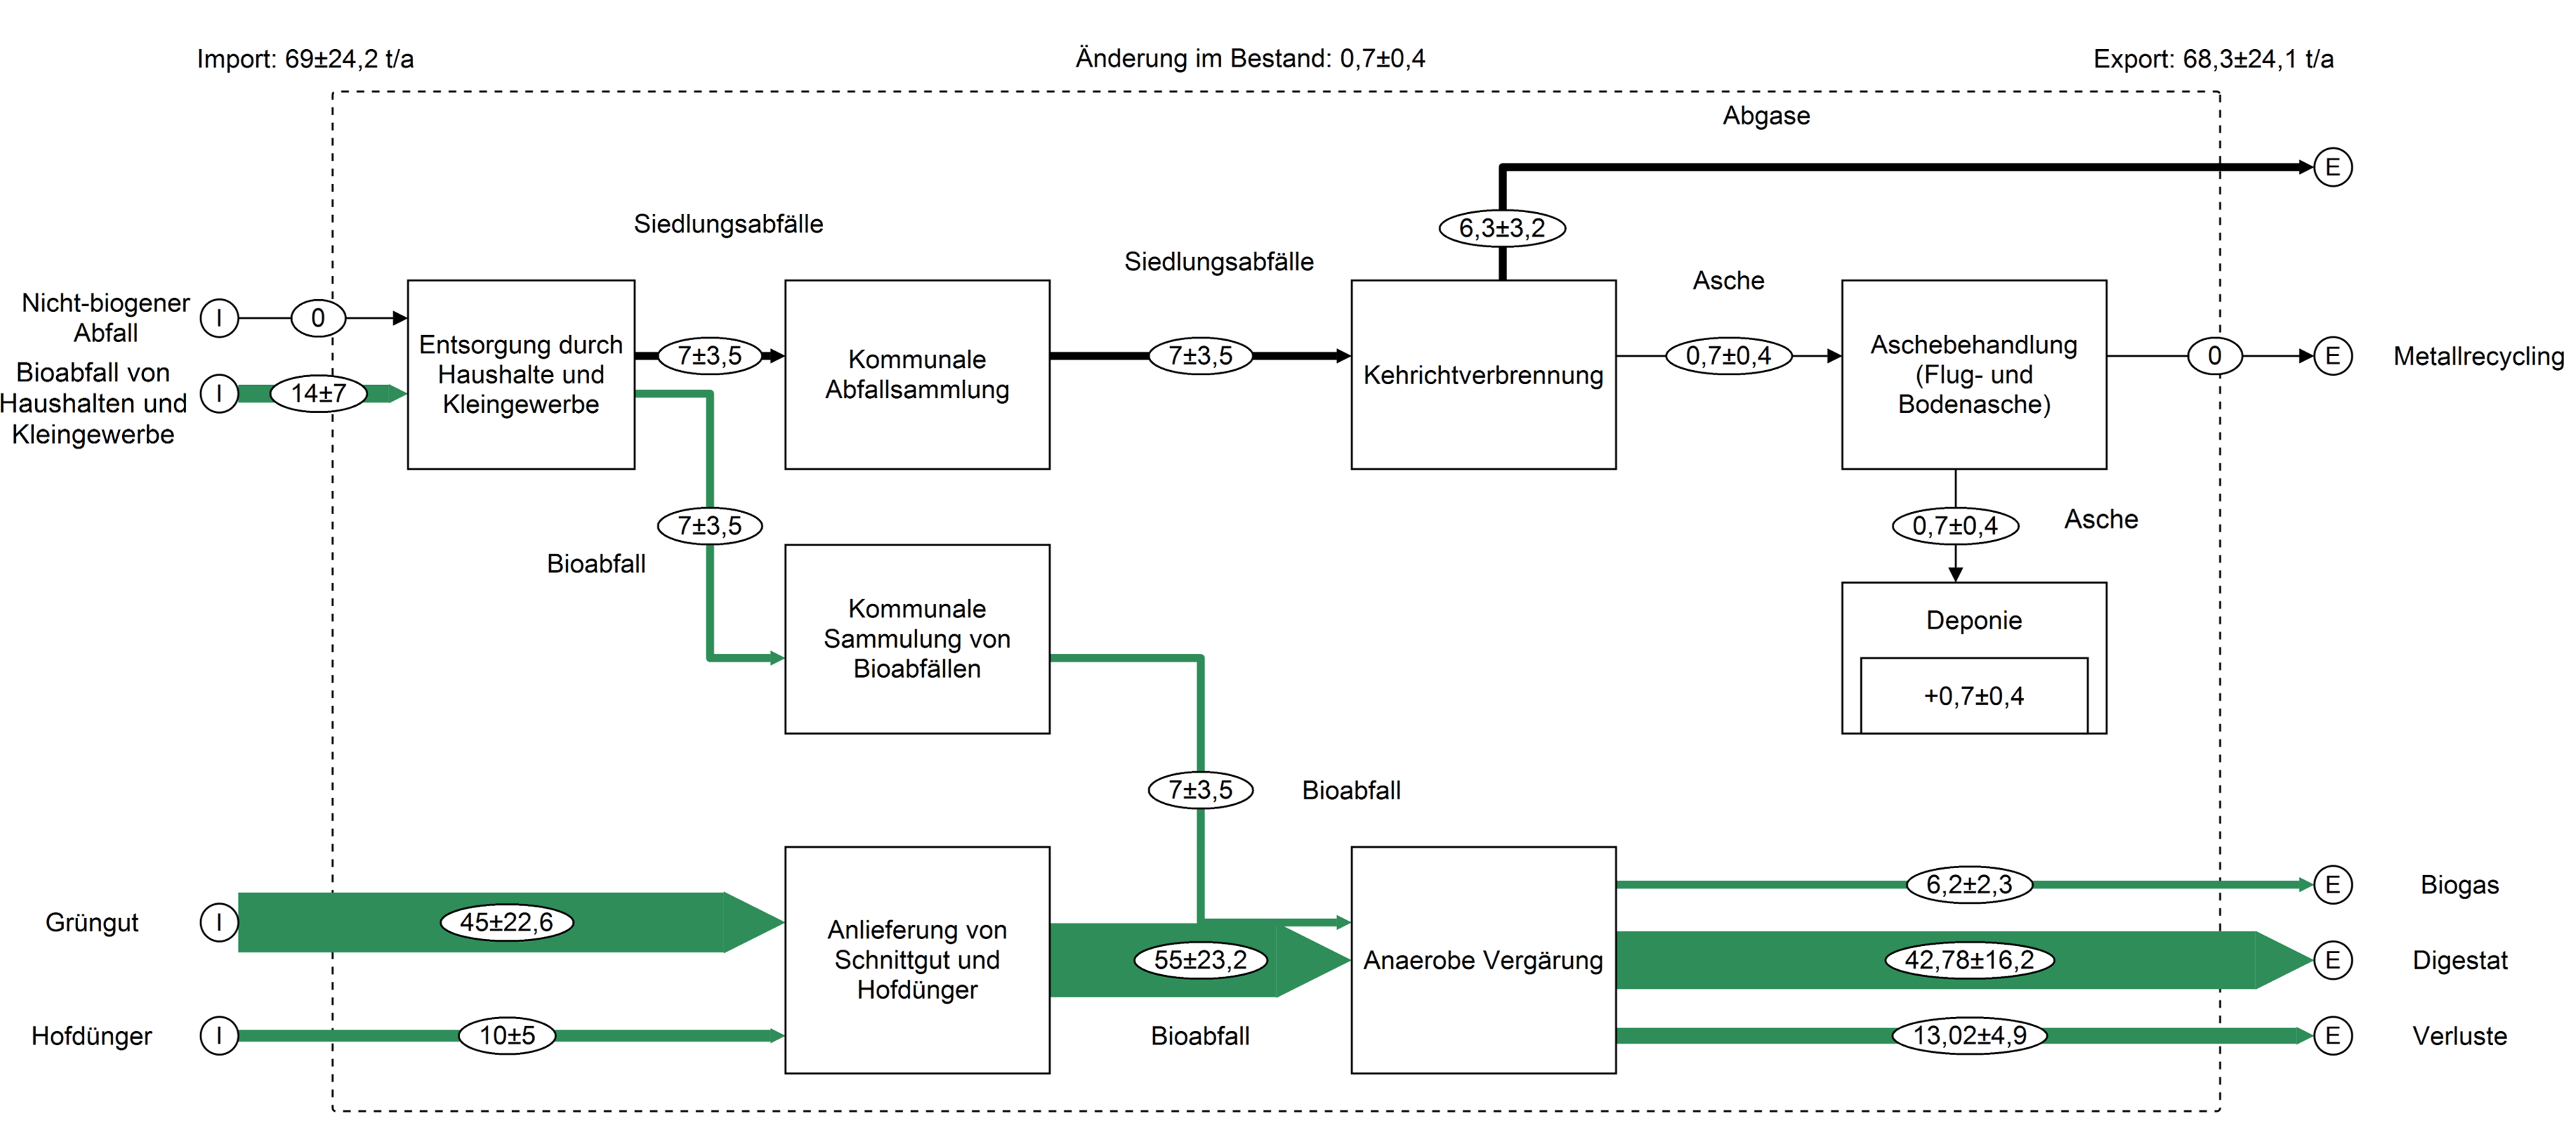 Import: 69±24,2 t/a
Änderung im Bestand: 0,7±0,4
Export: 68,3±24,1 t/a
Abgase
E
6,3±3,2
Siedlungsabfälle
Siedlungsabfälle
Asche
Nicht-biogener
Abfall
I
0
Bioabfall von
Haushalten und
Kleingewerbe
I
14±7
Entsorgung durch
Haushalte und
Kleingewerbe
7±3,5
Kommunale
Abfallsammlung
7±3,5
Kehrichtverbrennung
0,7±0,4
Aschebehandlung
(Flug- und
Bodenasche)
0
E
Metallrecycling
7±3,5
Bioabfall
0,7±0,4
Asche
Kommunale
Sammulung von
Bioabfällen
Deponie
+0,7±0,4
7±3,5
Bioabfall
Grüngut
I
45±22,6
Hofdünger
I
10±5
Anlieferung von
Schnittgut und
Hofdünger
55±23,2
Bioabfall
Anaerobe Vergärung
6,2±2,3
E
Biogas
42,78±16,2
E
Digestat
13,02±4,9
E
Verluste